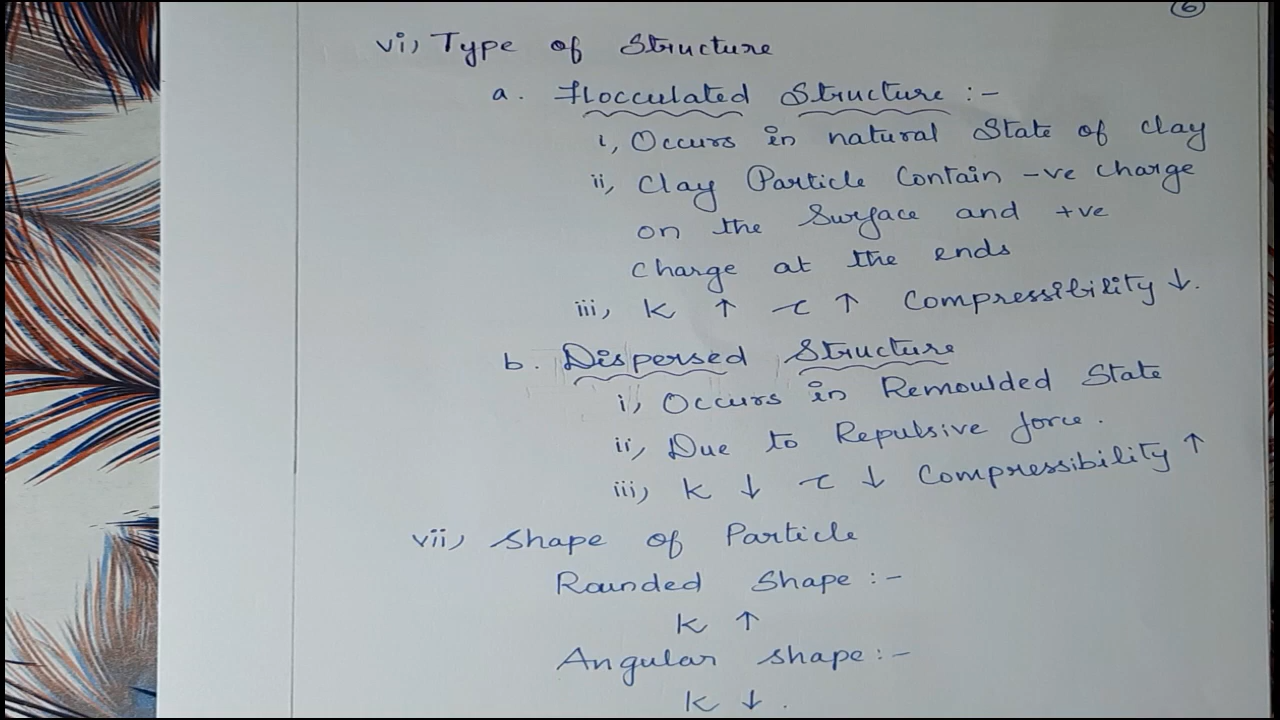 6
vi) Type of Structure
a. Flocculated Structure :-
i, Occurs in natural State of clay
ii, Clay Particle Contain -ve charge
on the Surface and +ve
charge at the ends
iii, k ↑ τ ↑ Compressibility ↓.
b. Dispersed Structure
i, Occurs in Remoulded State
ii, Due to Repulsive force.
iii) k ↓ τ ↓ Compressibility ↑
vii) Shape of Particle
Rounded Shape :-
k ↑
Angular shape :-
k ↓.